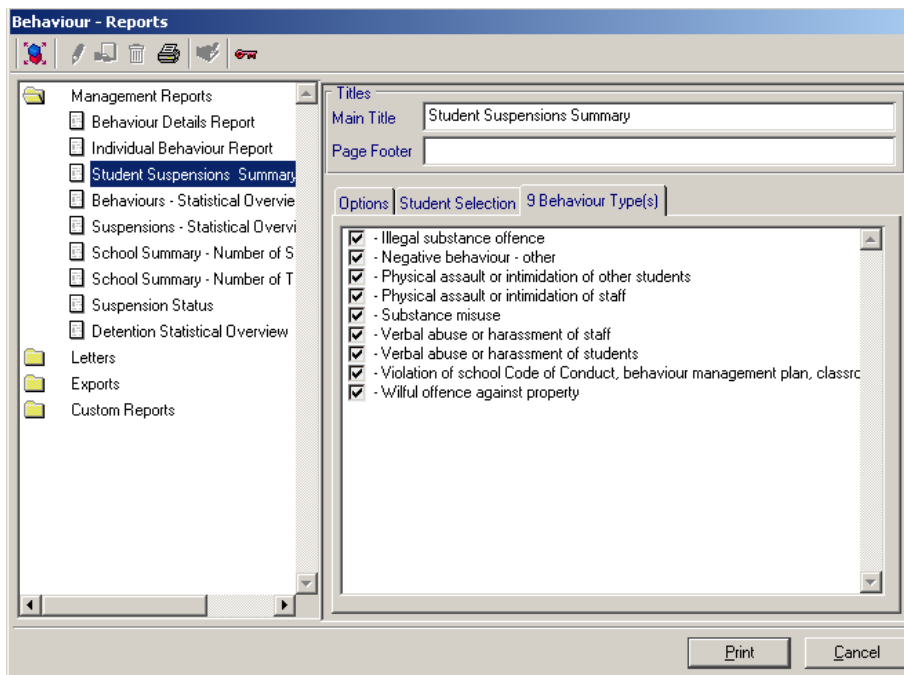 Behaviour - Reports
Management Reports
Behaviour Details Report
Individual Behaviour Report
Student Suspensions Summary
Behaviours - Statistical Overvie
Suspensions - Statistical Overvi
School Summary - Number of S
School Summary - Number of T
Suspension Status
Detention Statistical Overview
Letters
Exports
Custom Reports
Titles
Main Title Student Suspensions Summary
Page Footer
Options Student Selection 9 Behaviour Type(s)
- Illegal substance offence
- Negative behaviour - other
- Physical assault or intimidation of other students
- Physical assault or intimidation of staff
- Substance misuse
- Verbal abuse or harassment of staff
- Verbal abuse or harassment of students
- Violation of school Code of Conduct, behaviour management plan, classro
- Wilful offence against property
Print Cancel